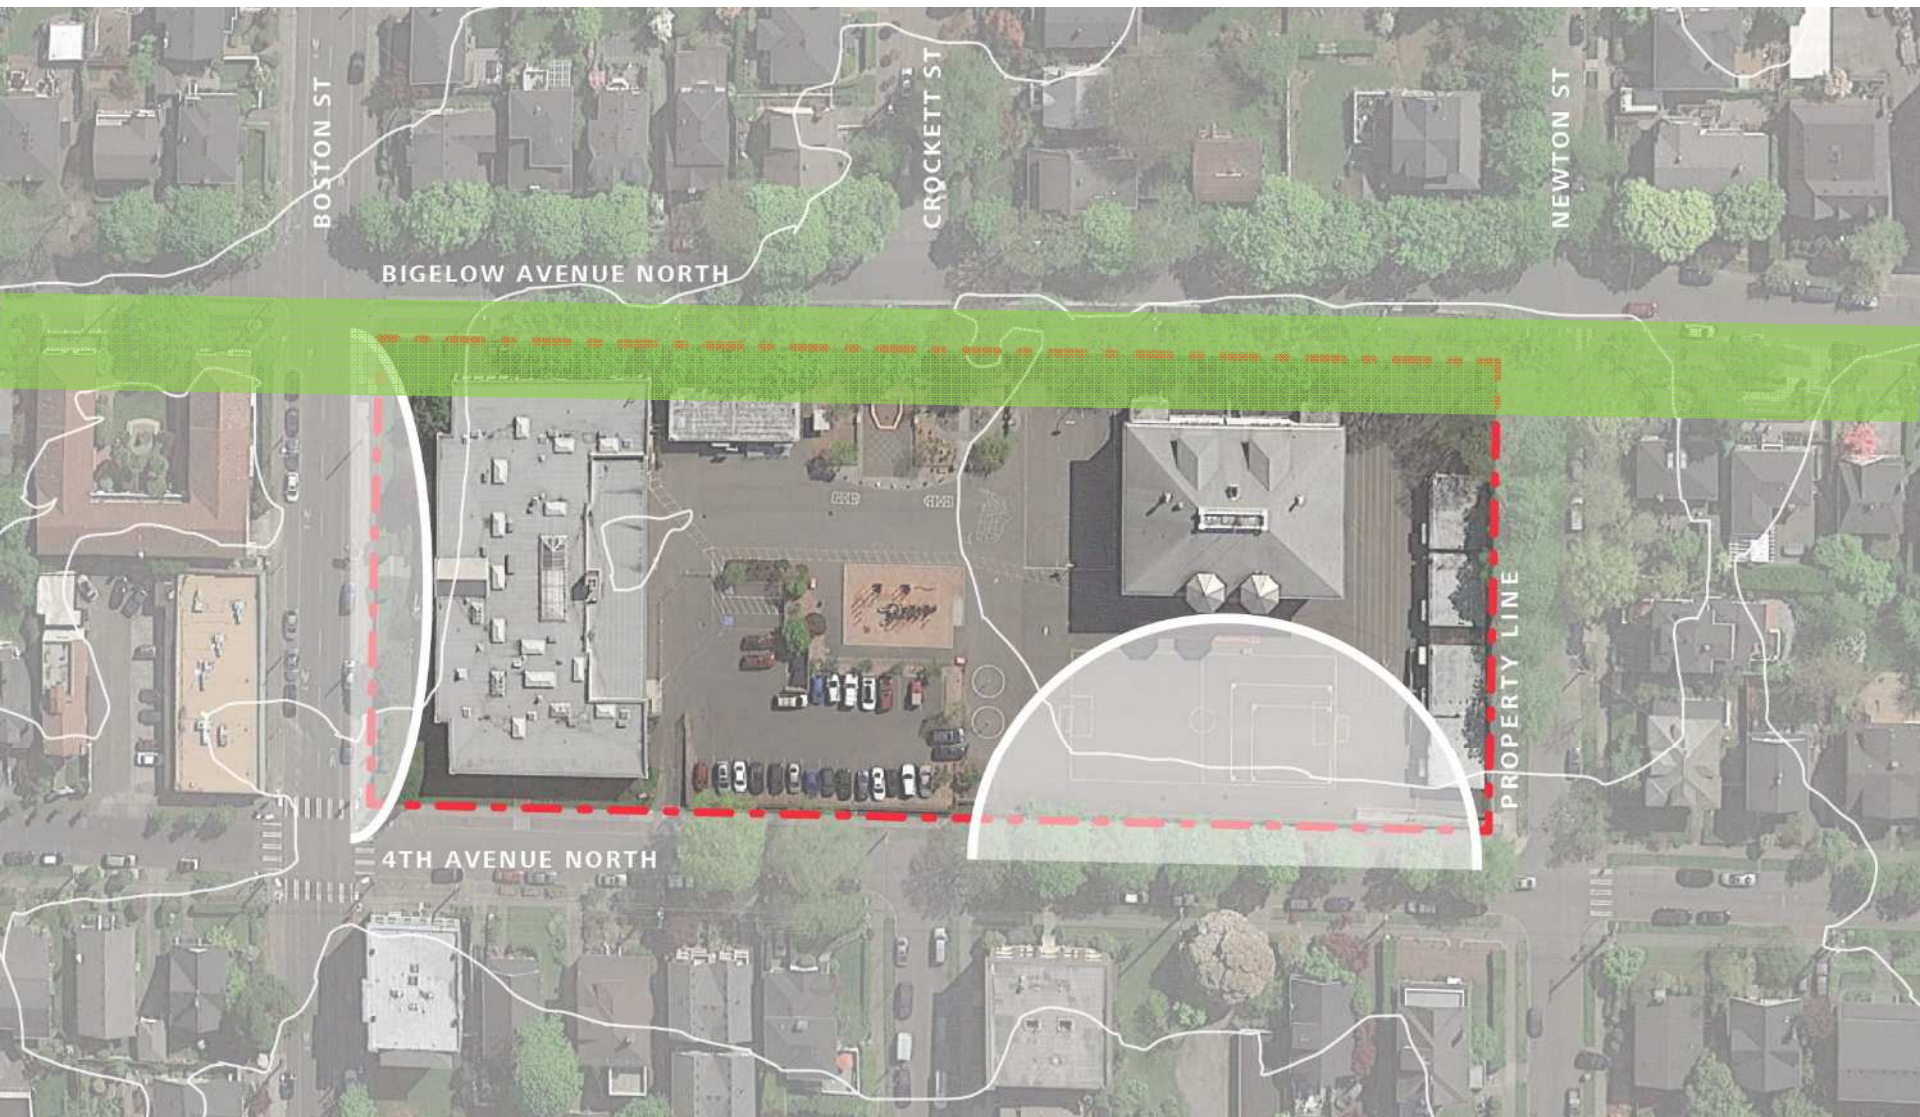 BOSTON ST
CROCKETT ST
NEWTON ST
BIGELOW AVENUE NORTH
PROPERTY LINE
4TH AVENUE NORTH